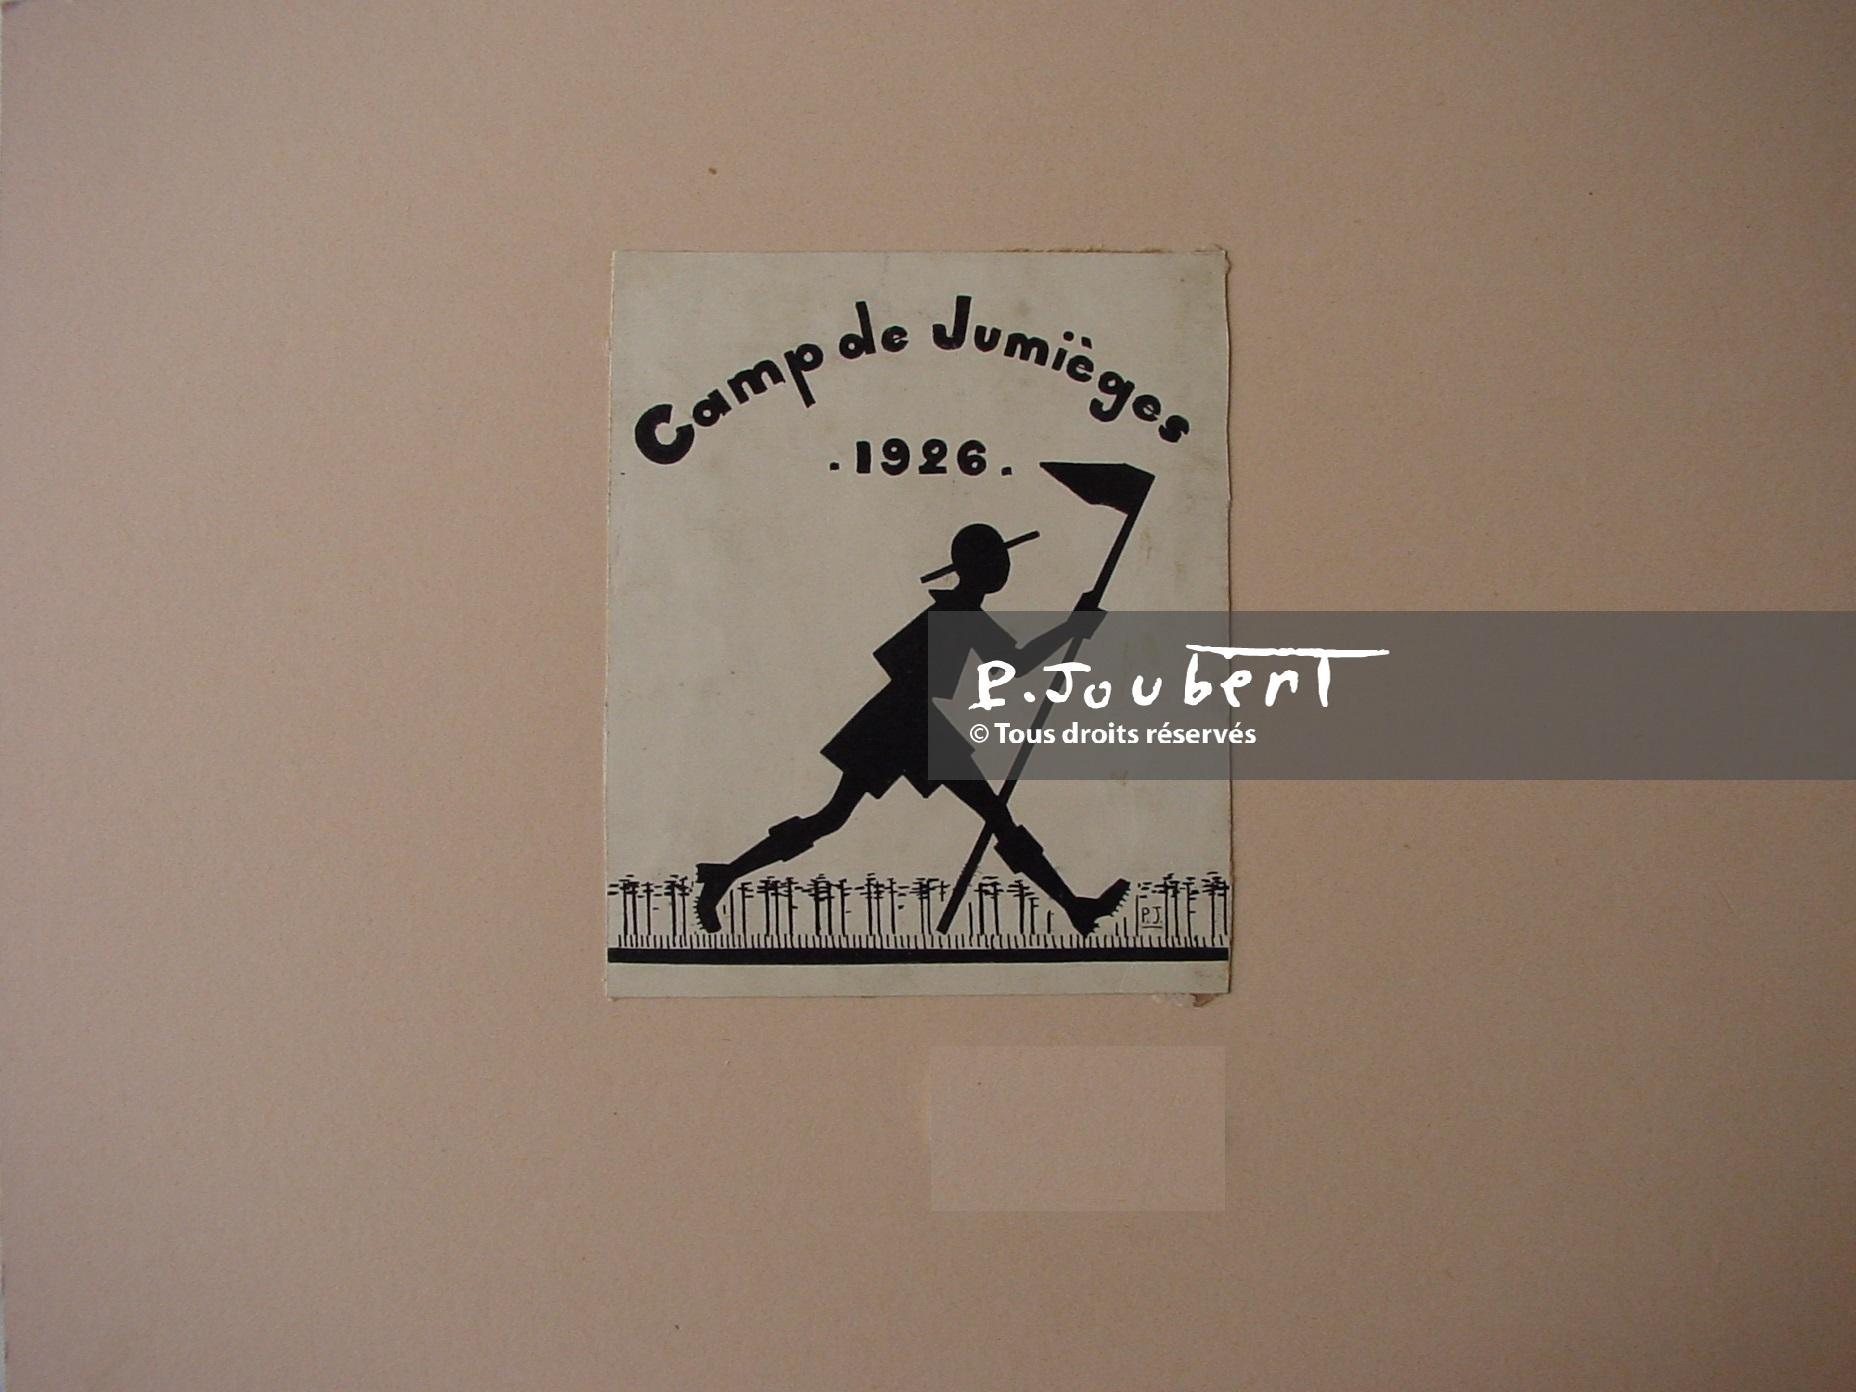 Camp de Jumièges
. 1926 .
P. Joubert
© Tous droits réservés
P.J.